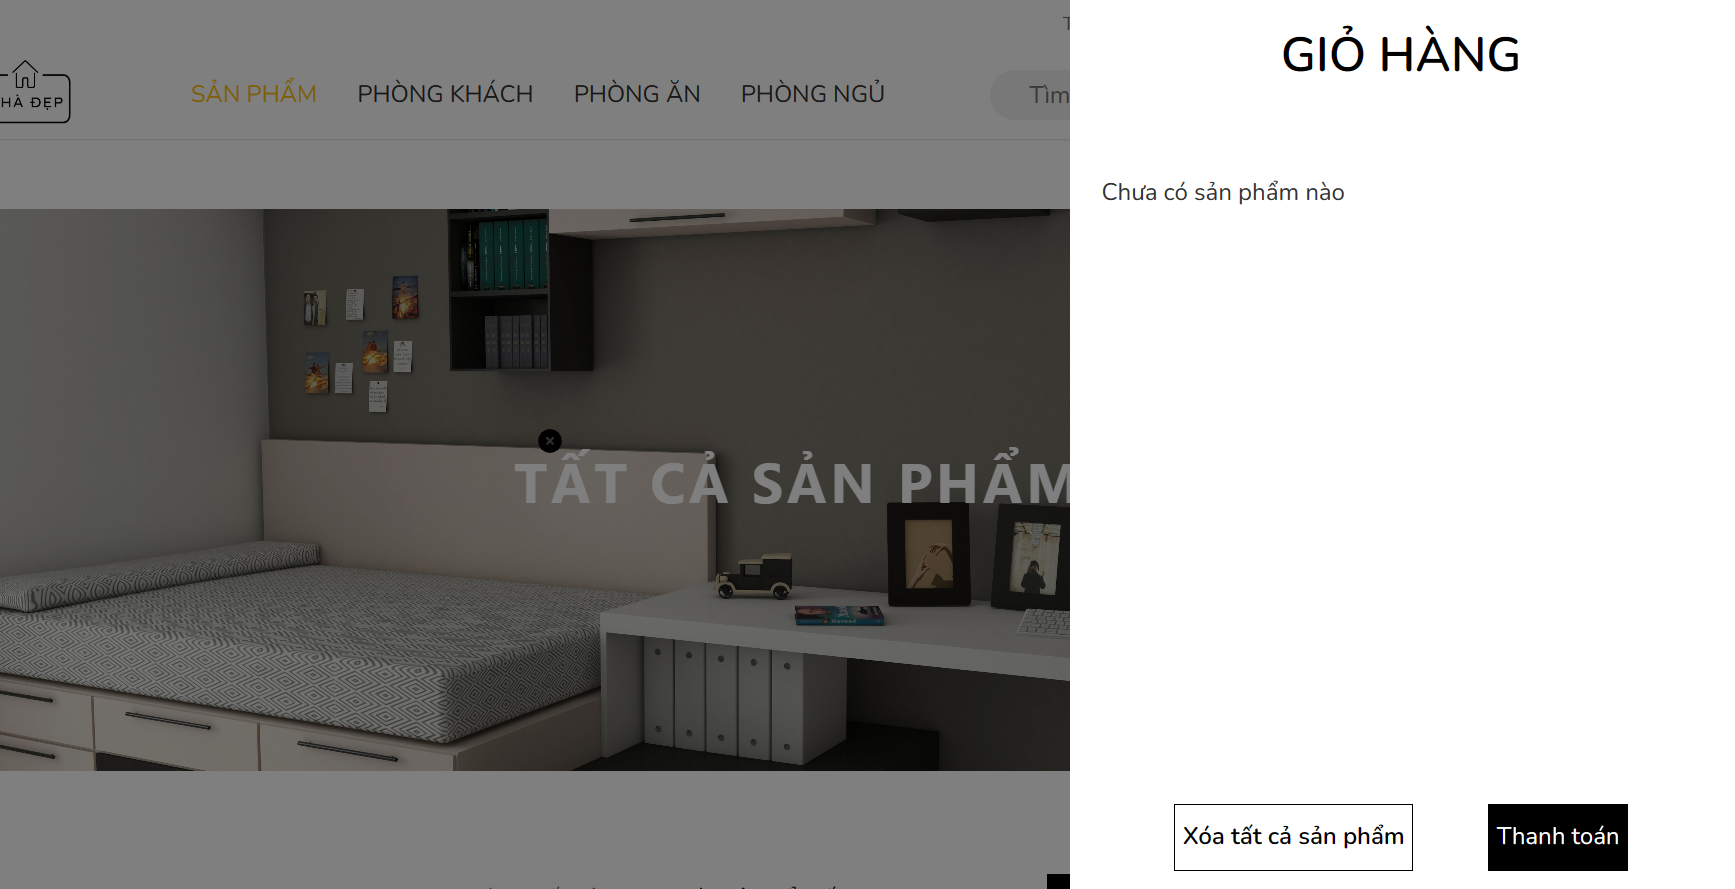 HÀ ĐẸP
SẢN PHẨM
PHÒNG KHÁCH
PHÒNG ĂN
PHÒNG NGỦ
Tìm
TẤT CẢ SẢN PHẨM
GIỎ HÀNG
Chưa có sản phẩm nào
Xóa tất cả sản phẩm
Thanh toán